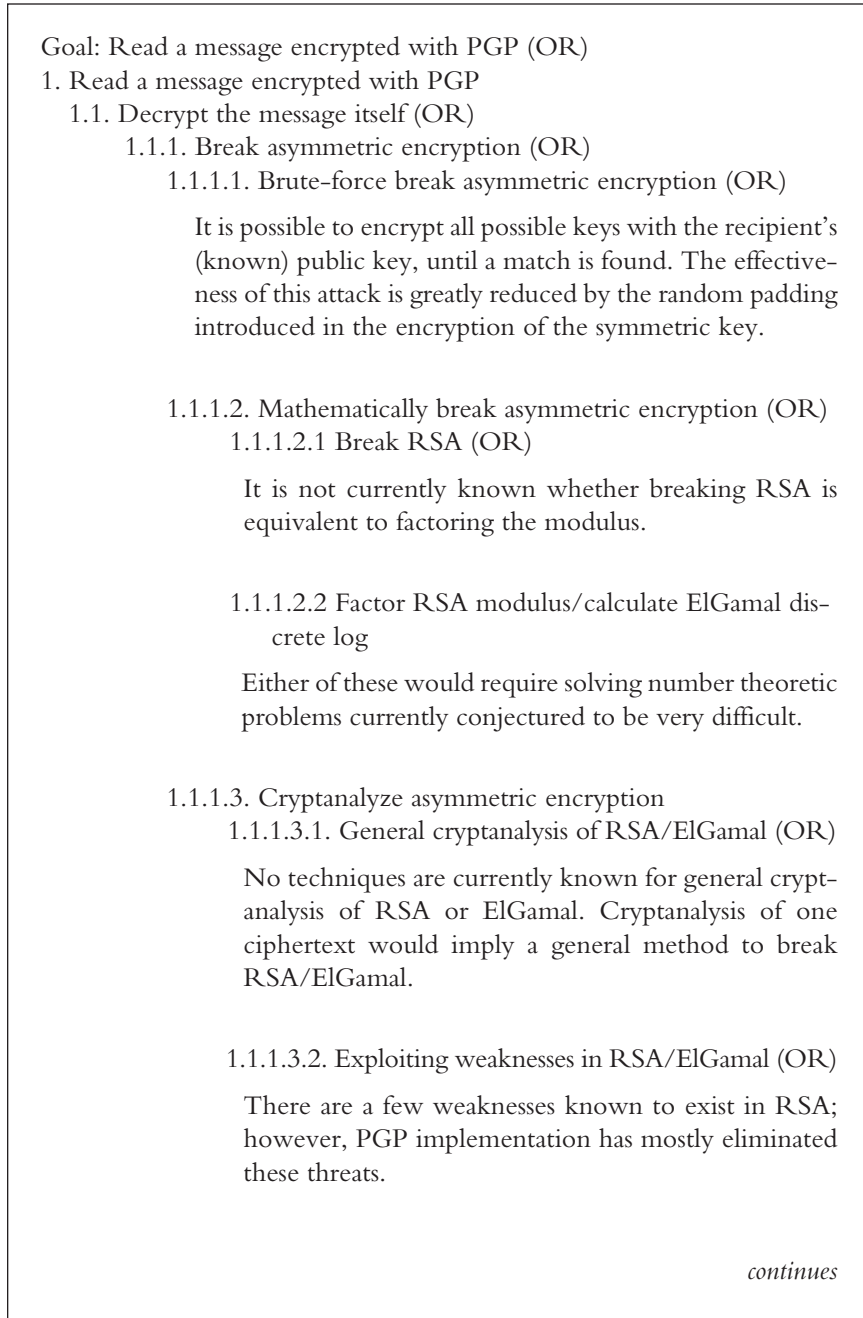 Goal: Read a message encrypted with PGP (OR)
1. Read a message encrypted with PGP
1.1. Decrypt the message itself (OR)
1.1.1. Break asymmetric encryption (OR)
1.1.1.1. Brute-force break asymmetric encryption (OR)
It is possible to encrypt all possible keys with the recipient's
(known) public key, until a match is found. The effective-
ness of this attack is greatly reduced by the random padding
introduced in the encryption of the symmetric key.
1.1.1.2. Mathematically break asymmetric encryption (OR)
1.1.1.2.1 Break RSA (OR)
It is not currently known whether breaking RSA is
equivalent to factoring the modulus.
1.1.1.2.2 Factor RSA modulus/calculate ElGamal dis-
crete log
Either of these would require solving number theoretic
problems currently conjectured to be very difficult.
1.1.1.3. Cryptanalyze asymmetric encryption
1.1.1.3.1. General cryptanalysis of RSA/ElGamal (OR)
No techniques are currently known for general crypt-
analysis of RSA or ElGamal. Cryptanalysis of one
ciphertext would imply a general method to break
RSA/ElGamal.
1.1.1.3.2. Exploiting weaknesses in RSA/ElGamal (OR)
There are a few weaknesses known to exist in RSA;
however, PGP implementation has mostly eliminated
these threats.
continues